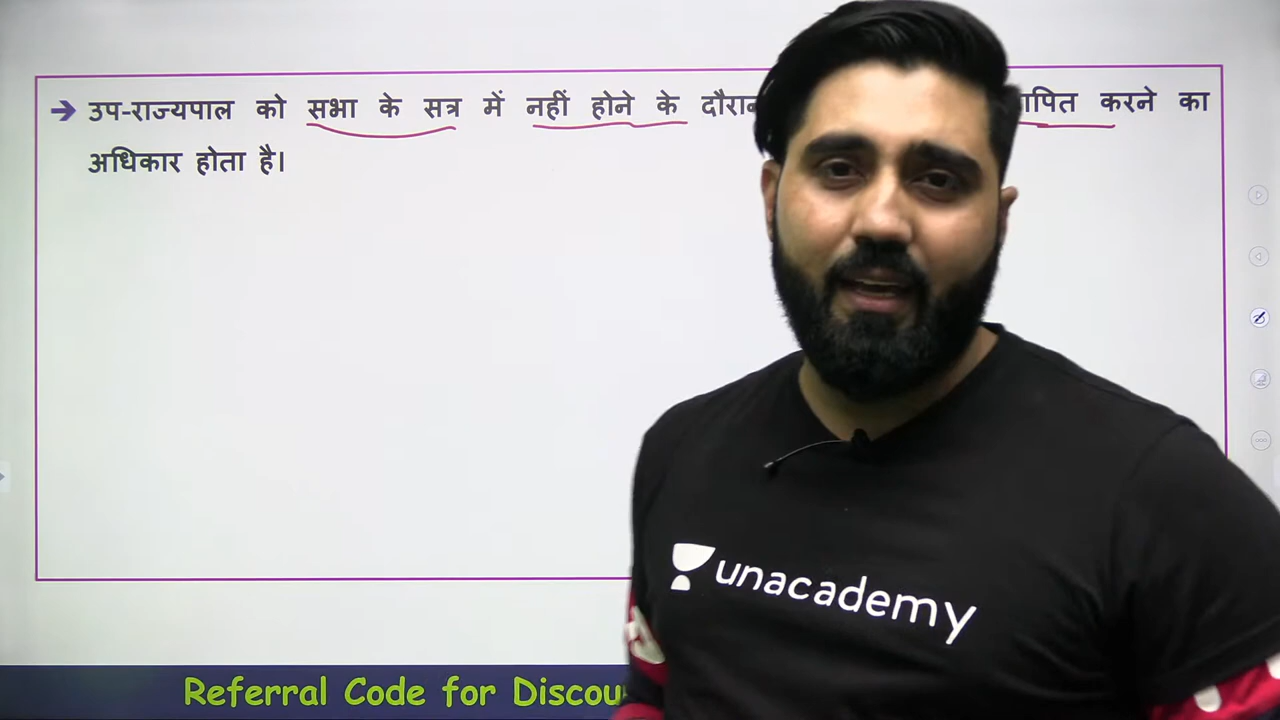 उप-राज्यपाल को सभा के सत्र में नहीं होने के करने का
अधिकार होता है।
unacademy
Referral Code for